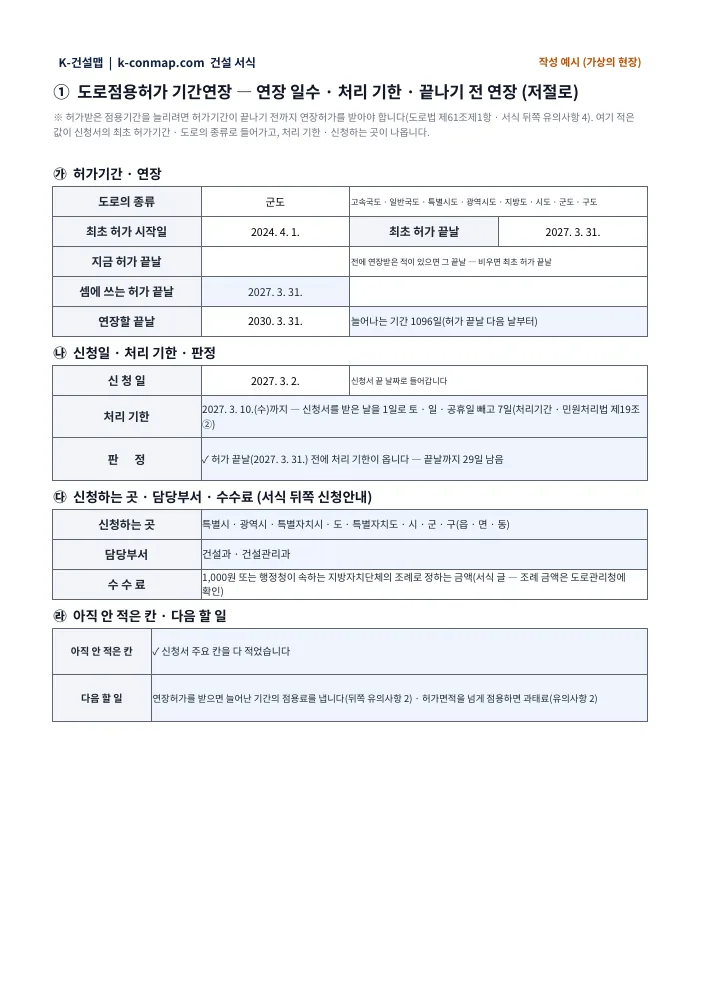 K-건설맵 | k-conmap.com 건설 서식
작성 예시 (가상의 현장)
① 도로점용허가 기간연장 — 연장 일수 · 처리 기한 · 끝나기 전 연장 (저절로)
※ 허가받은 점용기간을 늘리려면 허가기간이 끝나기 전까지 연장허가를 받아야 합니다(도로법 제61조제1항 · 서식 뒤쪽 유의사항 4). 여기 적은
값이 신청서의 최초 허가기간 · 도로의 종류로 들어가고, 처리 기한 · 신청하는 곳이 나옵니다.
㉮ 허가기간 · 연장
도로의 종류 군도 고속국도 · 일반국도 · 특별시도 · 광역시도 · 지방도 · 시도 · 군도 · 구도
최초 허가 시작일 2024. 4. 1. 최초 허가 끝날 2027. 3. 31.
지금 허가 끝날 전에 연장받은 적이 있으면 그 끝날 — 비우면 최초 허가 끝날
셈에 쓰는 허가 끝날 2027. 3. 31.
연장할 끝날 2030. 3. 31. 늘어나는 기간 1096일(허가 끝날 다음 날부터)
㉯ 신청일 · 처리 기한 · 판정
신 청 일 2027. 3. 2. 신청서 끝 날짜로 들어갑니다
처리 기한 2027. 3. 10.(수)까지 — 신청서를 받은 날을 1일로 토 · 일 · 공휴일 빼고 7일(처리기간 · 민원처리법 제19조
②)
판 정 ✓ 허가 끝날(2027. 3. 31.) 전에 처리 기한이 옵니다 — 끝날까지 29일 남음
㉰ 신청하는 곳 · 담당부서 · 수수료 (서식 뒤쪽 신청안내)
신청하는 곳 특별시 · 광역시 · 특별자치시 · 도 · 특별자치도 · 시 · 군 · 구(읍 · 면 · 동)
담당부서 건설과 · 건설관리과
수 수 료 1,000원 또는 행정청이 속하는 지방자치단체의 조례로 정하는 금액(서식 글 — 조례 금액은 도로관리청에
확인)
㉱ 아직 안 적은 칸 · 다음 할 일
아직 안 적은 칸 ✓ 신청서 주요 칸을 다 적었습니다
다음 할 일 연장허가를 받으면 늘어난 기간의 점용료를 냅니다(뒤쪽 유의사항 2) · 허가면적을 넘게 점용하면 과태료(유의사항 2)